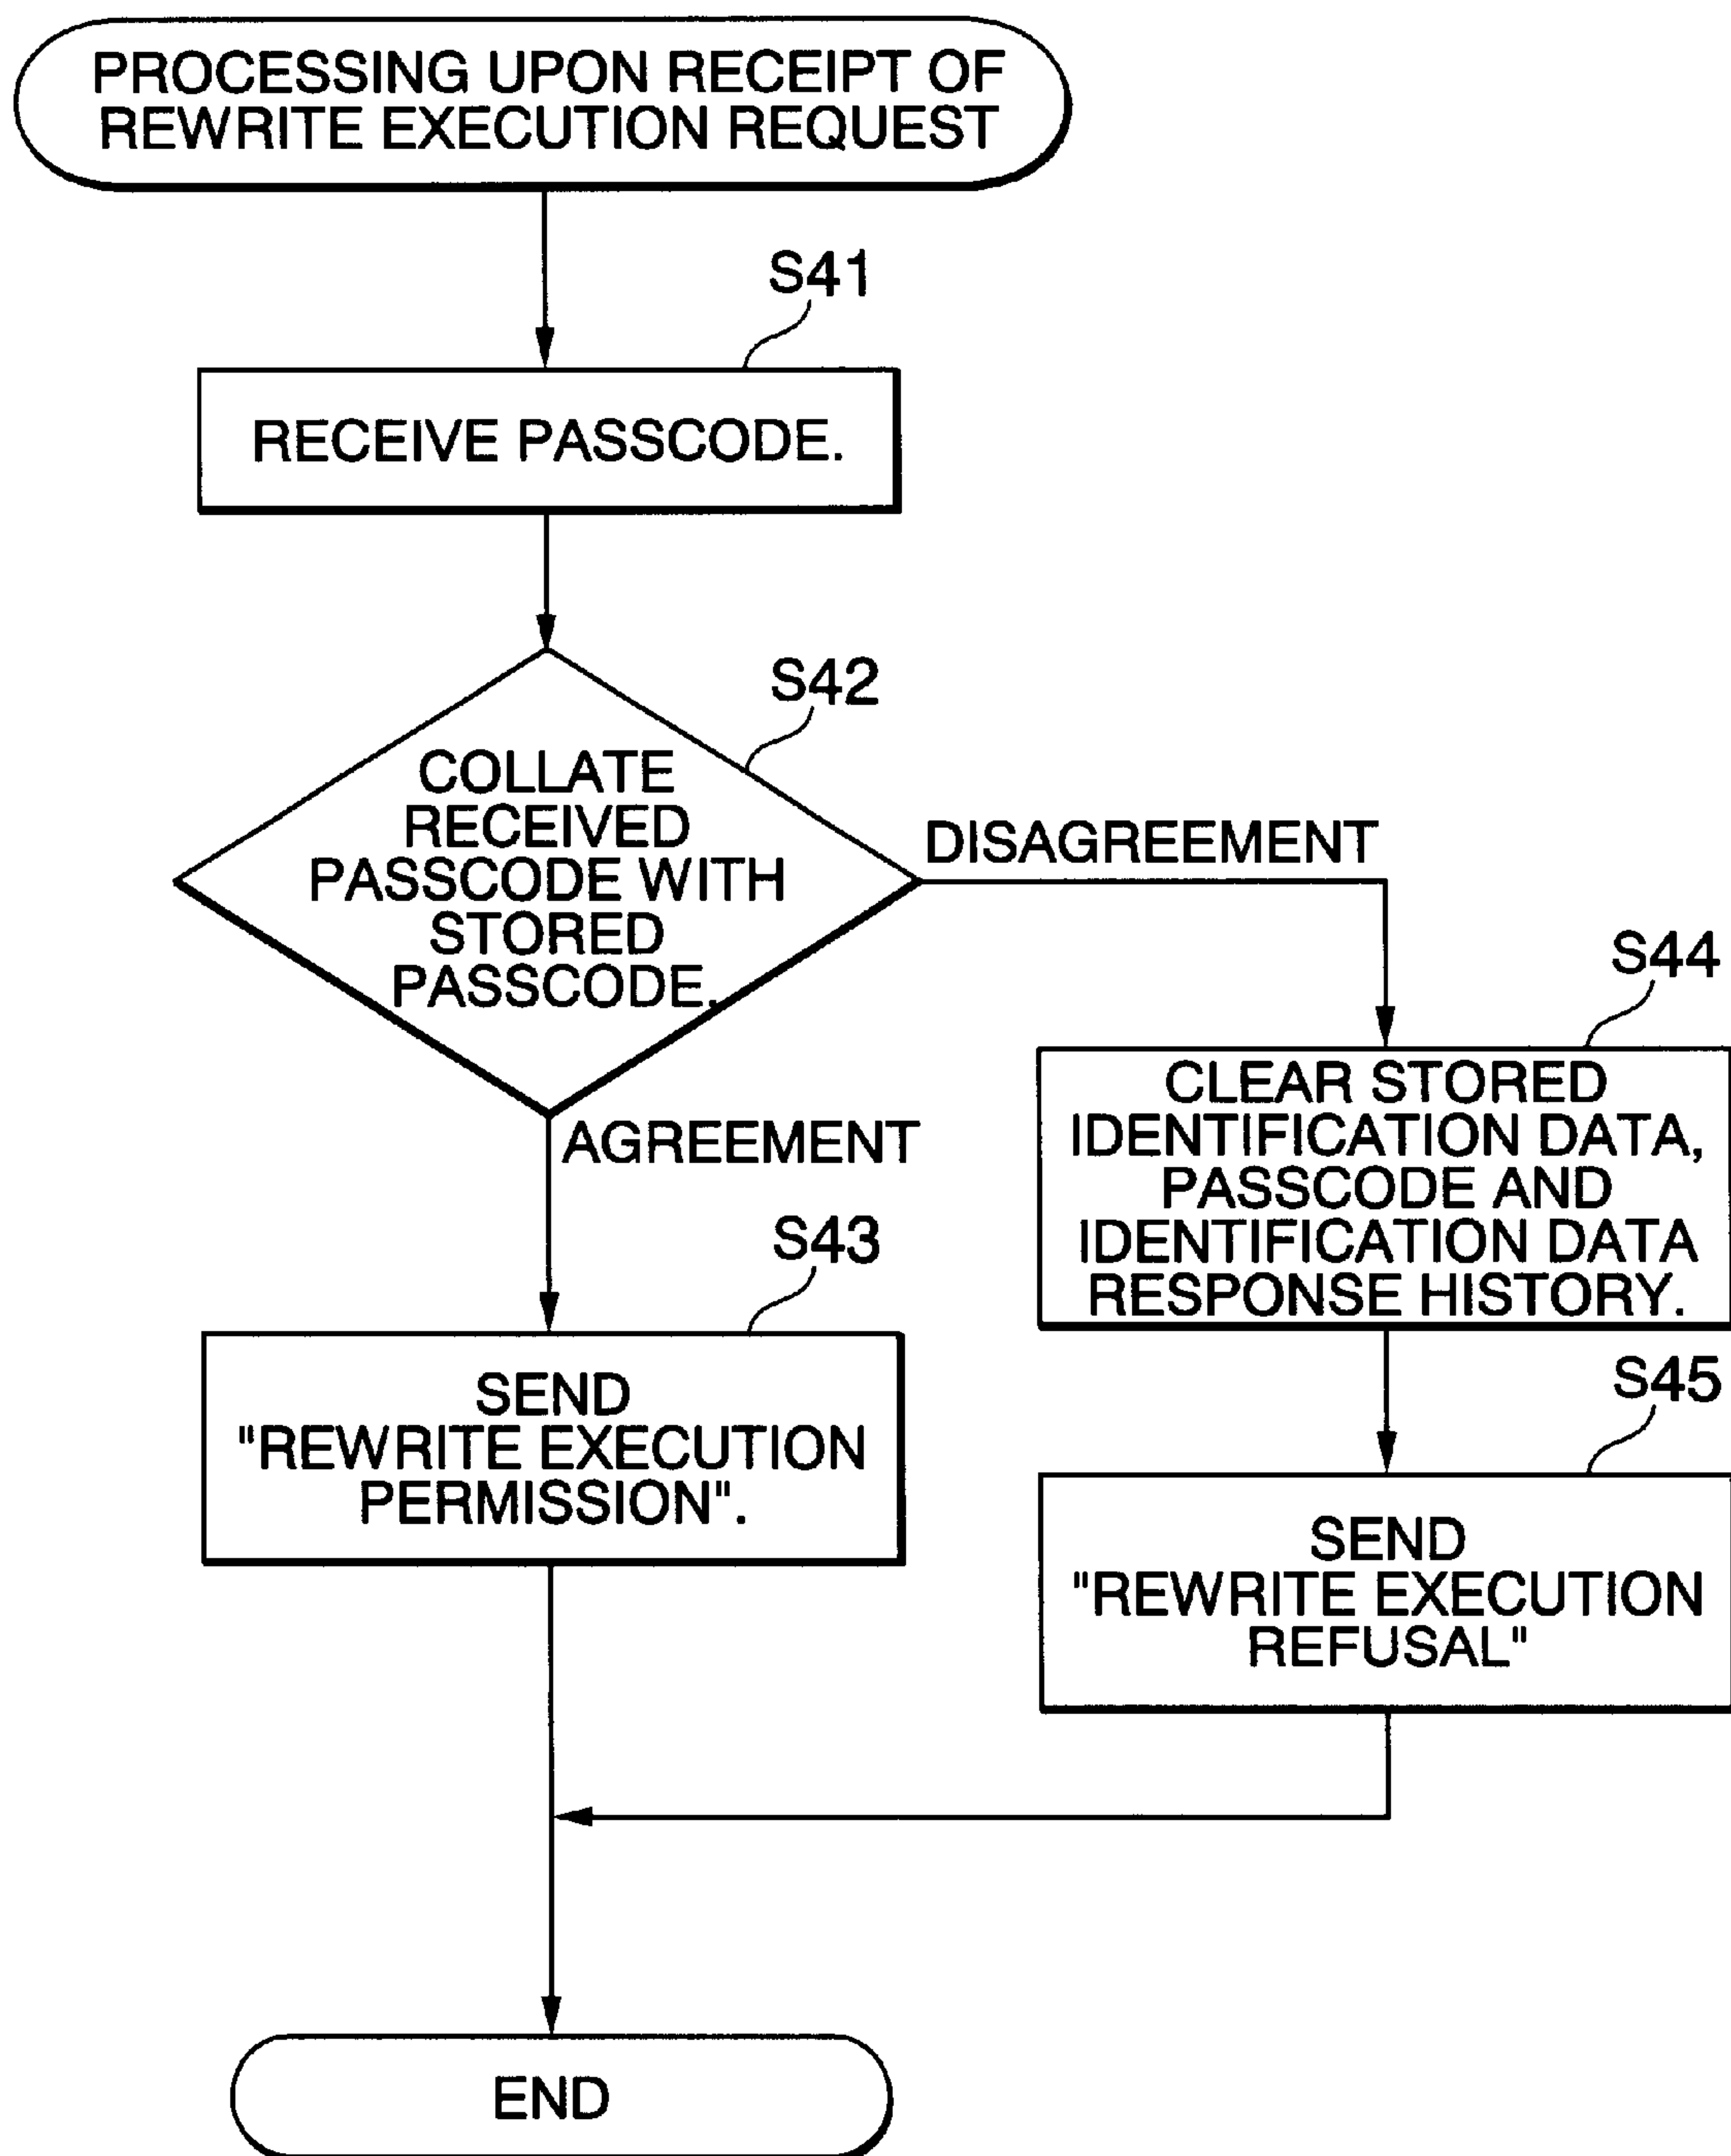 PROCESSING UPON RECEIPT OF
REWRITE EXECUTION REQUEST
S41
RECEIVE PASSCODE.
S42
COLLATE
RECEIVED
PASSCODE WITH
STORED
PASSCODE.
DISAGREEMENT
AGREEMENT
S44
CLEAR STORED
IDENTIFICATION DATA,
PASSCODE AND
IDENTIFICATION DATA
RESPONSE HISTORY.
S43
SEND
"REWRITE EXECUTION
PERMISSION".
S45
SEND
"REWRITE EXECUTION
REFUSAL"
END